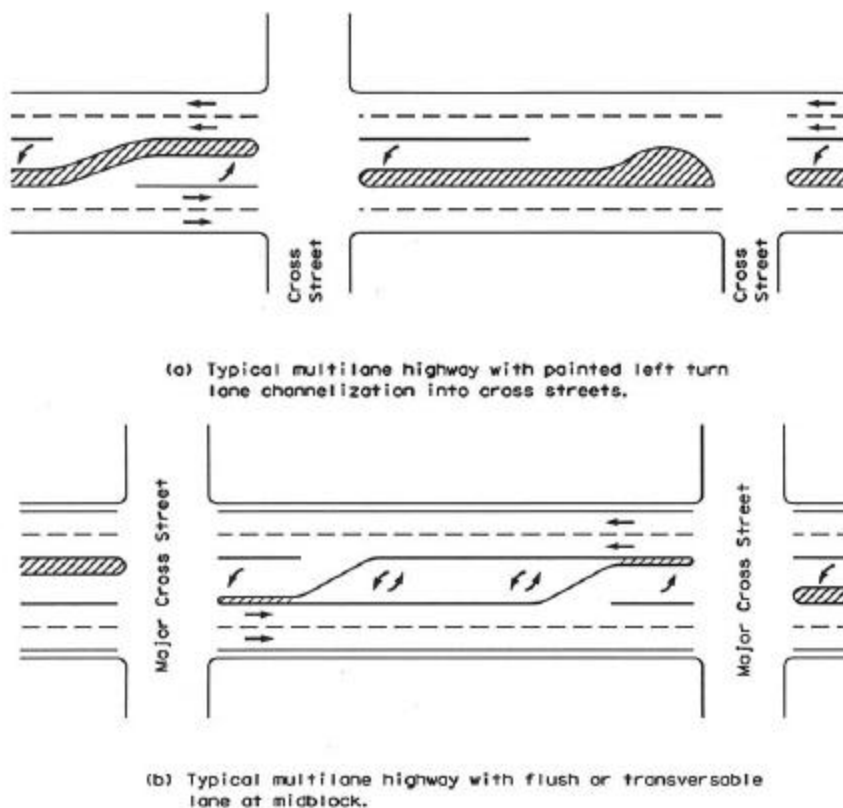 Cross
Street
Cross
Street
(a) Typical multilane highway with painted left turn
lane channelization into cross streets.
Major Cross Street
Major Cross Street
(b) Typical multilane highway with flush or transversable
lane at midblock.